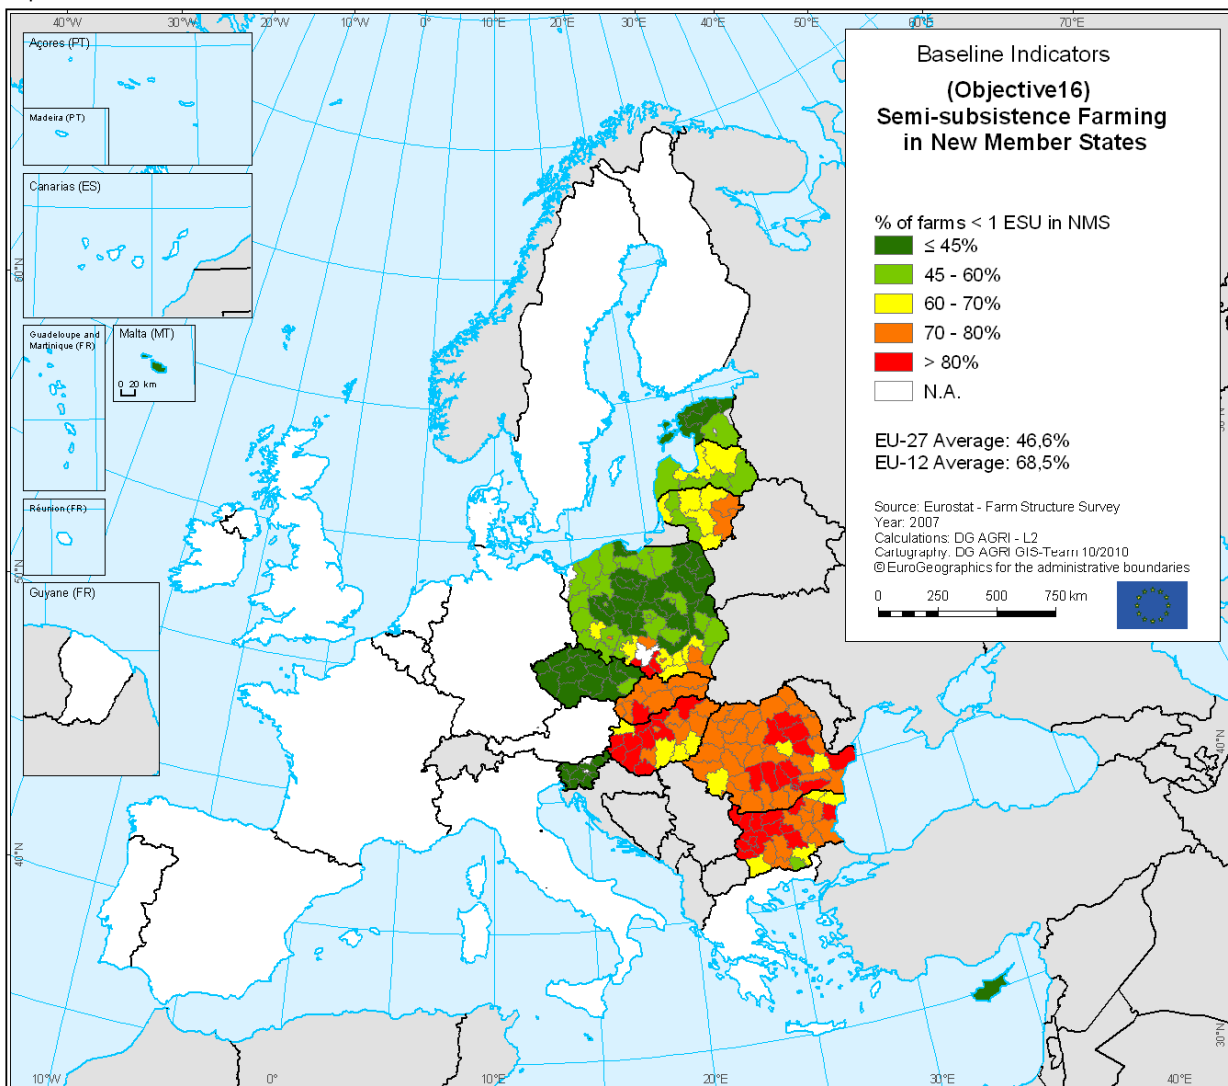 40°W
30°W
20°W
10°W
0°
10°E
20°E
30°E
40°E
50°E
60°E
70°E
Açores (PT)
Madeira (PT)
Canarias (ES)
Guadeloupe and
Martinique (FR)
Malta (MT)
0 20 km
Réunion (FR)
Guyane (FR)
60°N
50°N
40°N
Baseline Indicators
(Objective16)
Semi-subsistence Farming
in New Member States
% of farms < 1 ESU in NMS
≤ 45%
45 - 60%
60 - 70%
70 - 80%
> 80%
N.A.
EU-27 Average: 46,6%
EU-12 Average: 68,5%
Source: Eurostat - Farm Structure Survey
Year: 2007
Calculations: DG AGRI - L2
Cartography: DG AGRI GIS-Team 10/2010
© EuroGeographics for the administrative boundaries
0 250 500 750 km
40°N
30°N
10°W
0°
10°E
20°E
30°E
40°E